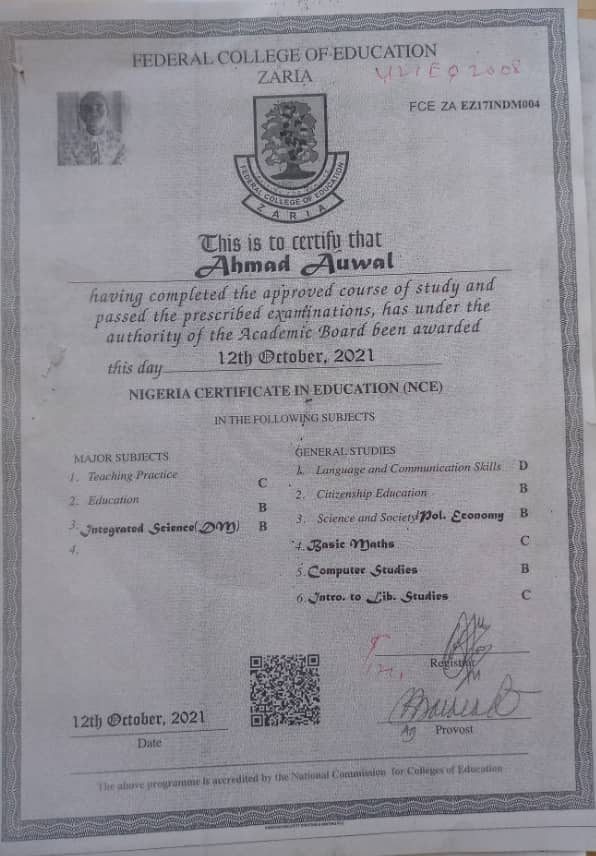 FEDERAL COLLEGE OF EDUCATION
ZARIA
FCE ZA EZ17INDM004
FEDERAL COLLEGE OF EDUCATION
ZARIA
This is to certify that
Ahmad Auwal
having completed the approved course of study and
passed the prescribed examinations, has under the
authority of the Academic Board been awarded
this day 12th October, 2021
NIGERIA CERTIFICATE IN EDUCATION (NCE)
IN THE FOLLOWING SUBJECTS
MAJOR SUBJECTS
1. Teaching Practice C
2. Education B
3. Integrated Science(DM) B
4.
GENERAL STUDIES
1. Language and Communication Skills D
2. Citizenship Education B
3. Science and Society/Pol. Economy B
4. Basic Maths C
5. Computer Studies B
6. Intro. to Lib. Studies C
Registrar
12th October, 2021
Date
Ag Provost
The above programme is accredited by the National Commission for Colleges of Education